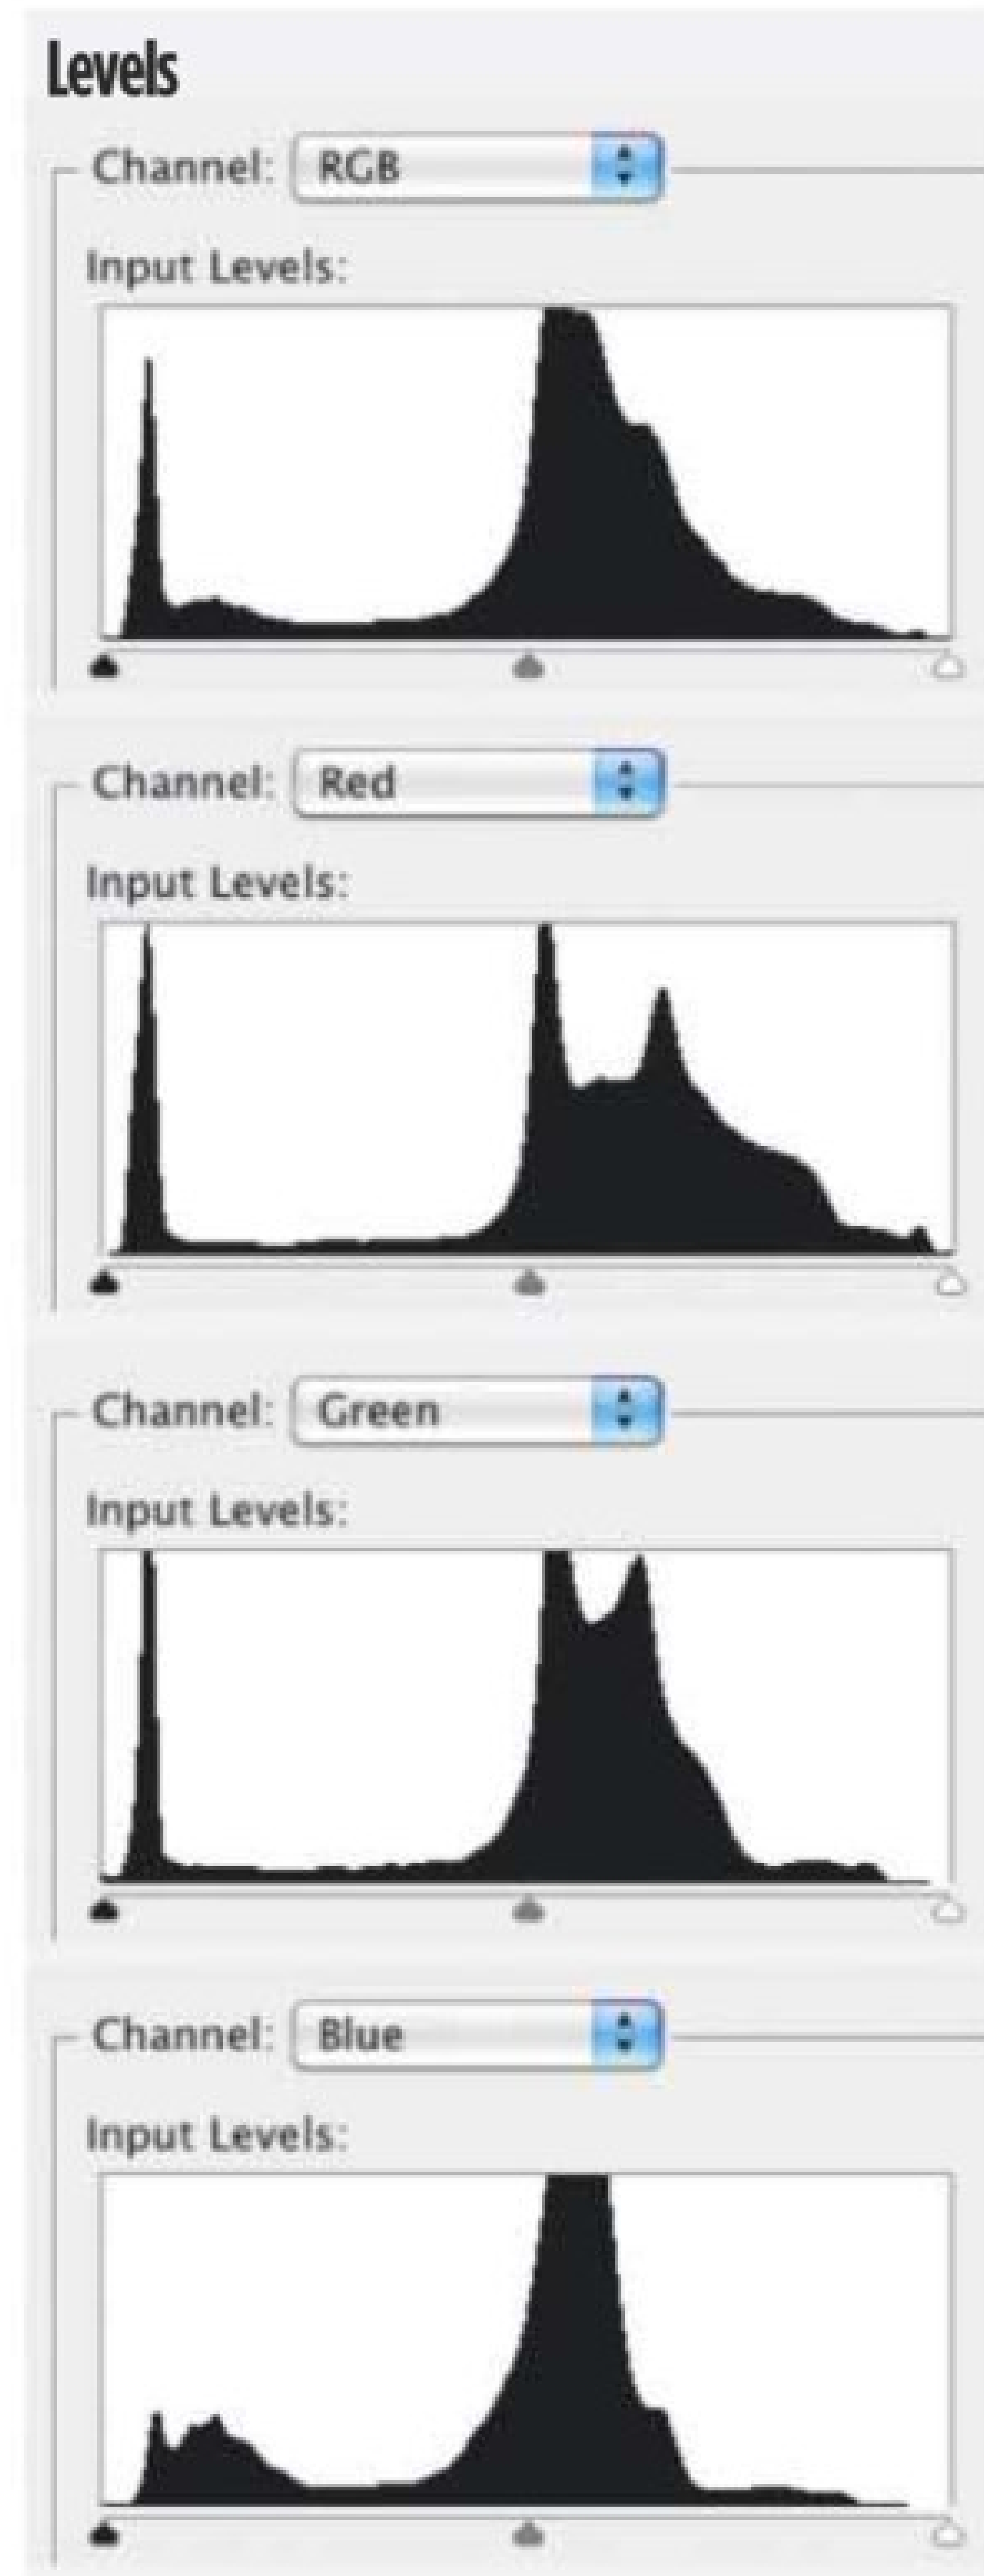 Levels
Channel: RGB
Input Levels:
Channel: Red
Input Levels:
Channel: Green
Input Levels:
Channel: Blue
Input Levels: